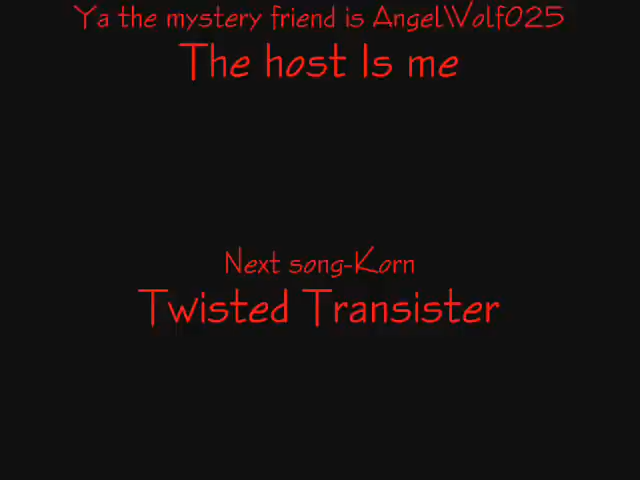 Ya the mystery friend is AngelWolf025
The host Is me
Next song-Korn
Twisted Transister